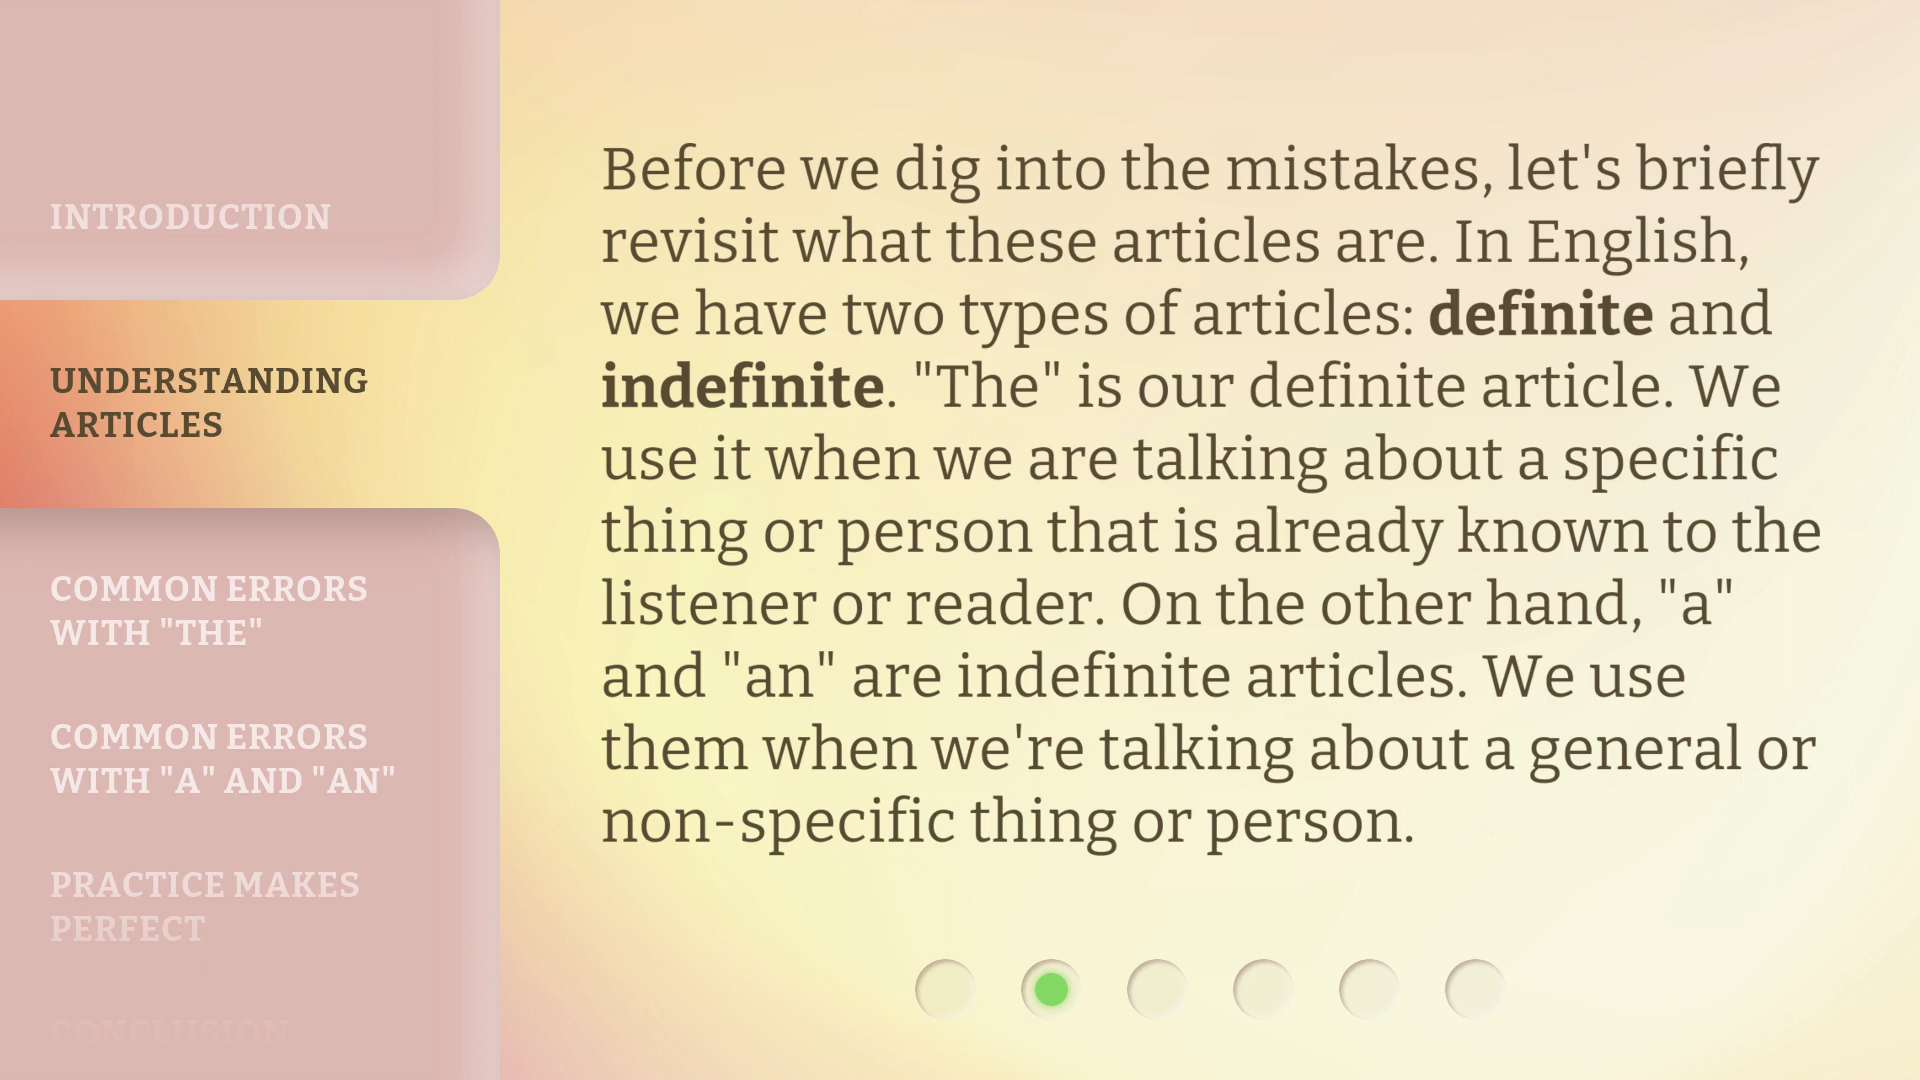 INTRODUCTION
UNDERSTANDING
ARTICLES
COMMON ERRORS
WITH "THE"
COMMON ERRORS
WITH "A" AND "AN"
PRACTICE MAKES
PERFECT
CONCLUSION
Before we dig into the mistakes, let's briefly
revisit what these articles are. In English,
we have two types of articles: definite and
indefinite. "The" is our definite article. We
use it when we are talking about a specific
thing or person that is already known to the
listener or reader. On the other hand, "a"
and "an" are indefinite articles. We use
them when we're talking about a general or
non-specific thing or person.